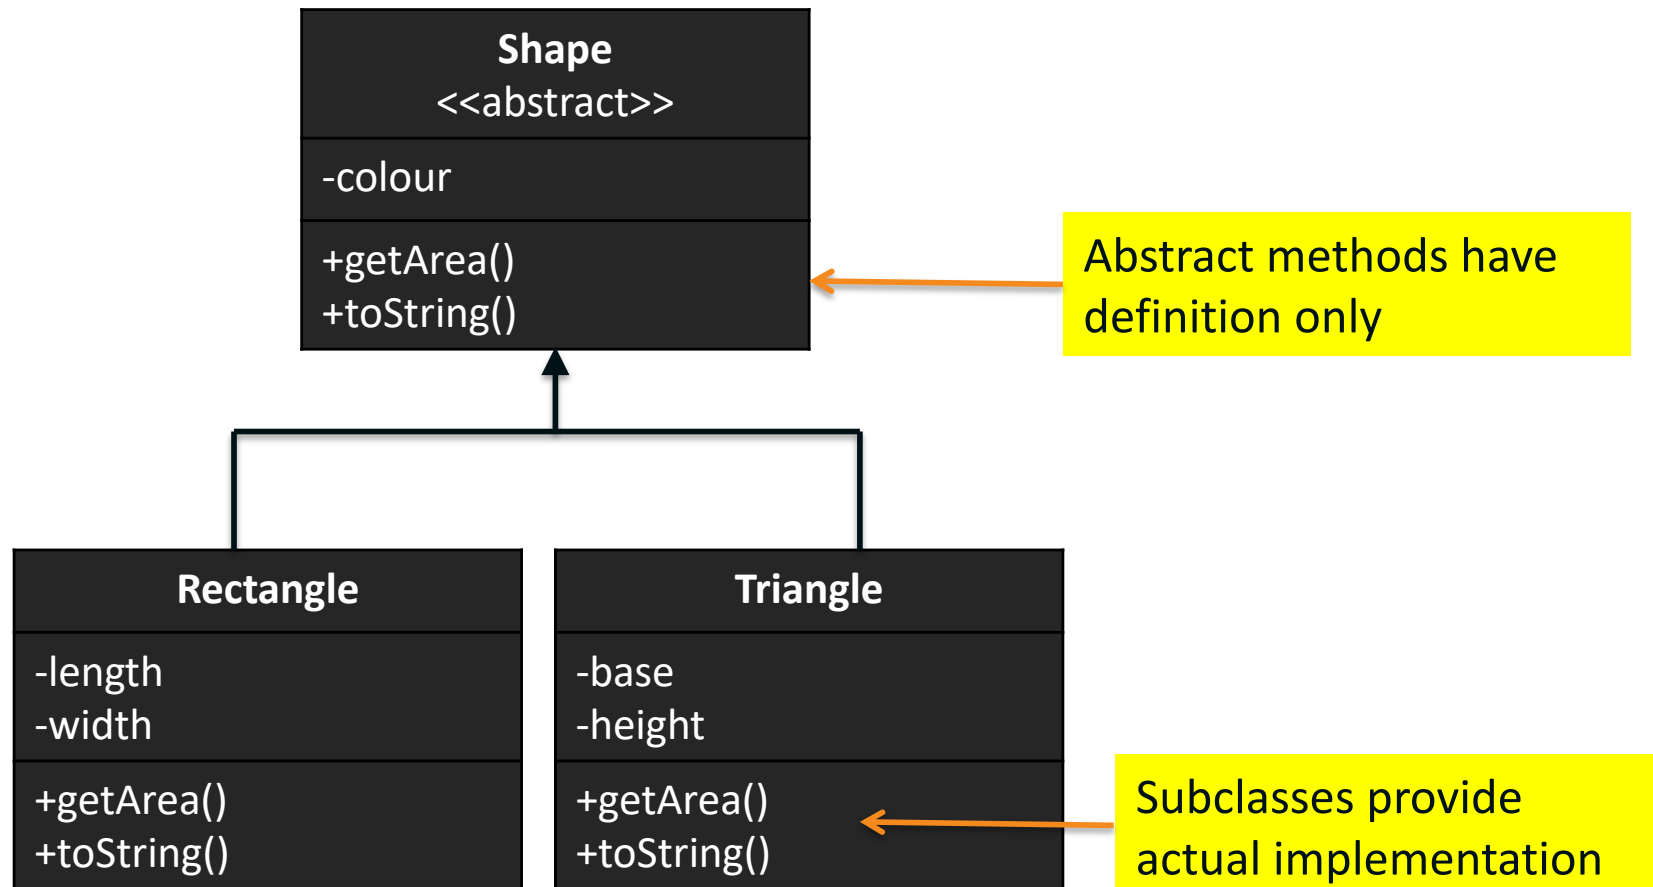 Shape
<<abstract>>
-colour
+getArea()
+toString()
Abstract methods have
definition only
Rectangle
-length
-width
+getArea()
+toString()
Triangle
-base
-height
+getArea()
+toString()
Subclasses provide
actual implementation